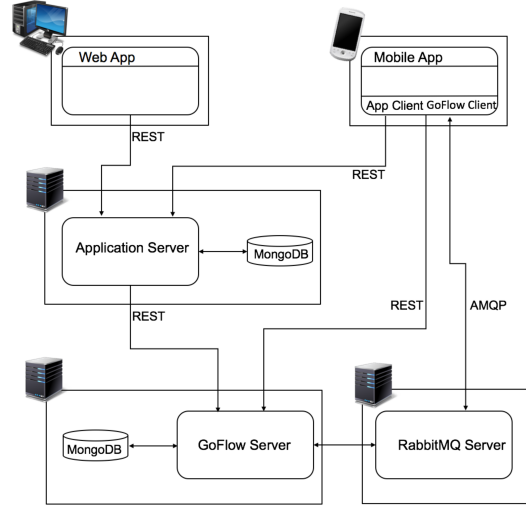 Web App
Mobile App
App Client GoFlow Client
REST
REST
Application Server
MongoDB
REST
REST
AMQP
MongoDB
GoFlow Server
RabbitMQ Server